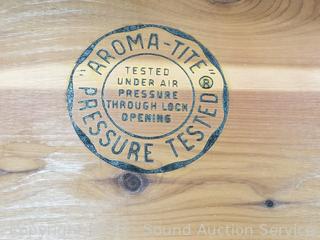 "AROMA-TITE"®
TESTED
UNDER AIR
PRESSURE
THROUGH LOCK
OPENING
PRESSURE TESTED
Sound Auction Service